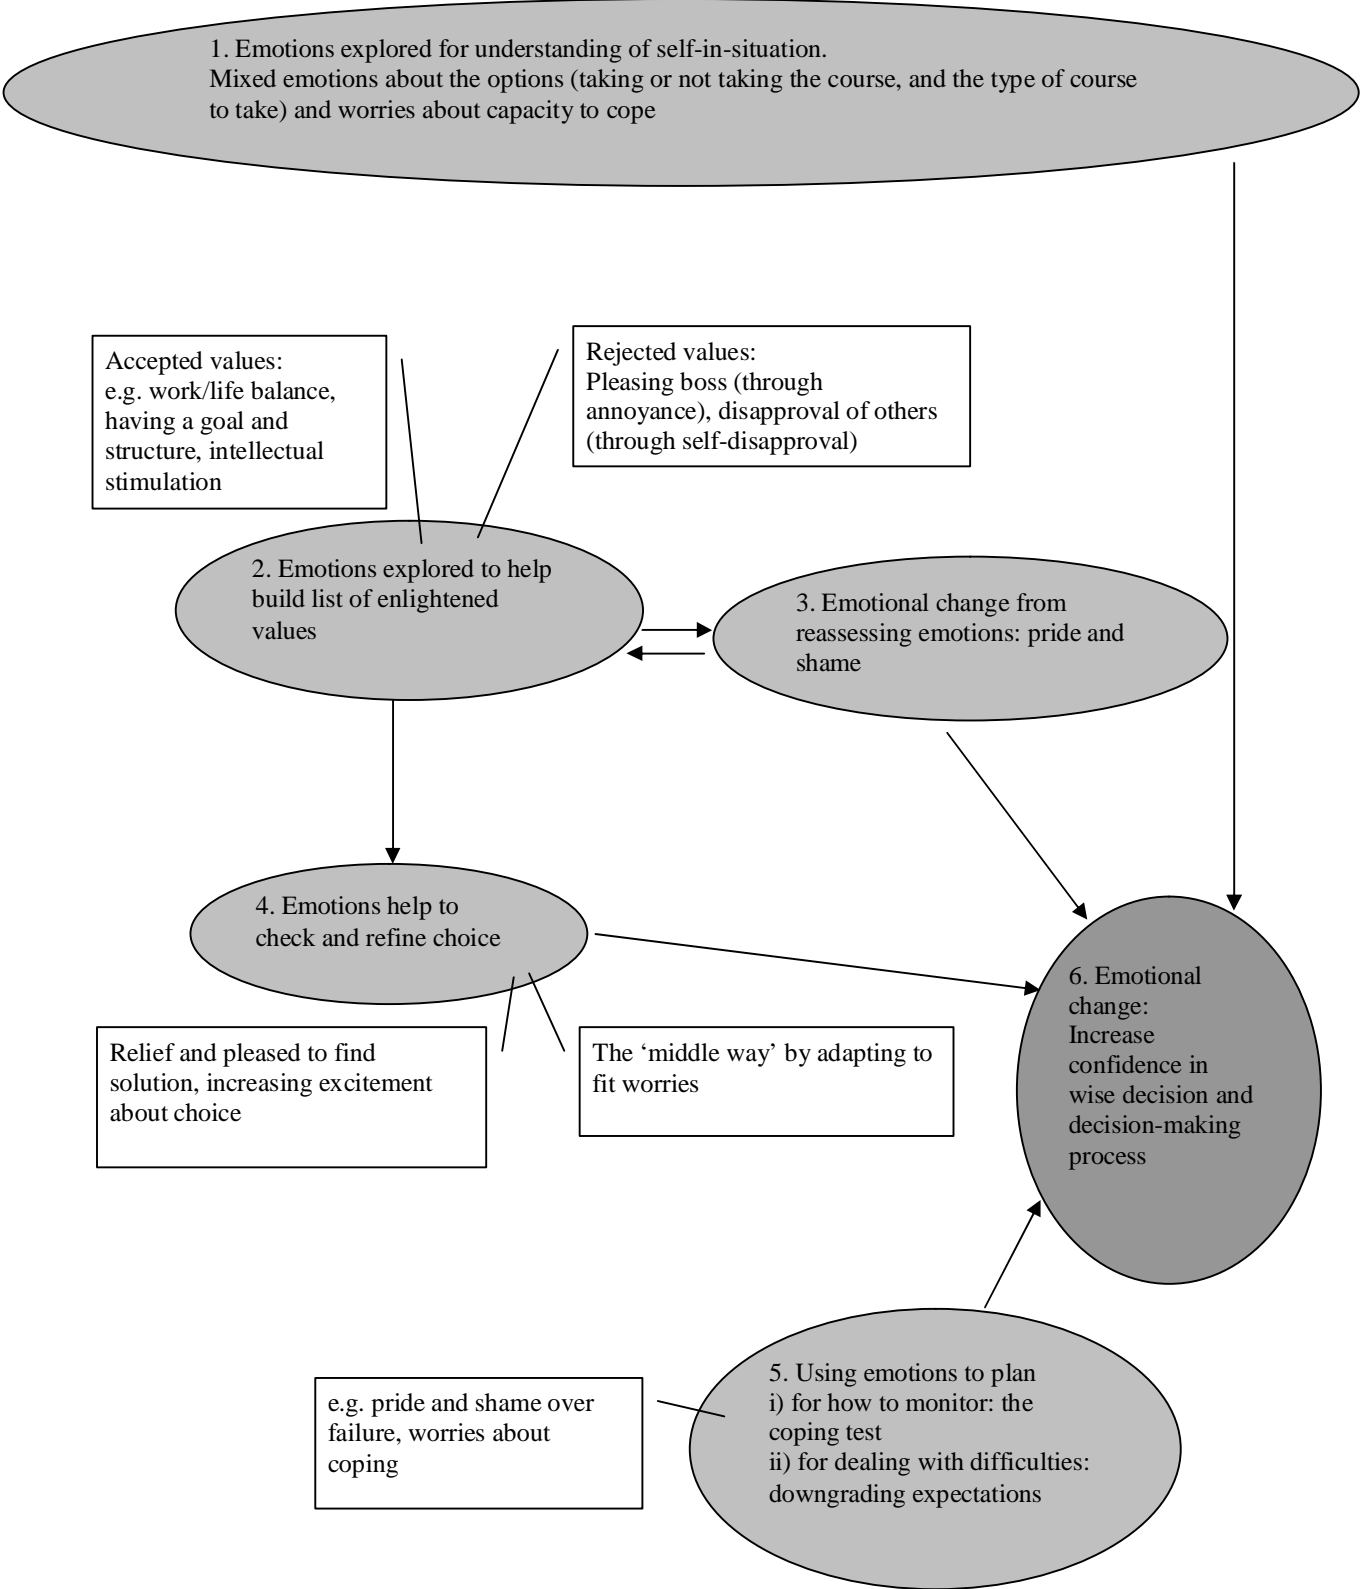 1. Emotions explored for understanding of self-in-situation.
Mixed emotions about the options (taking or not taking the course, and the type of course
to take) and worries about capacity to cope
Accepted values:
e.g. work/life balance,
having a goal and
structure, intellectual
stimulation
Rejected values:
Pleasing boss (through
annoyance), disapproval of others
(through self-disapproval)
2. Emotions explored to help
build list of enlightened
values
3. Emotional change from
reassessing emotions: pride and
shame
4. Emotions help to
check and refine choice
Relief and pleased to find
solution, increasing excitement
about choice
The ‘middle way’ by adapting to
fit worries
6. Emotional
change:
Increase
confidence in
wise decision and
decision-making
process
e.g. pride and shame over
failure, worries about
coping
5. Using emotions to plan
i) for how to monitor: the
coping test
ii) for dealing with difficulties:
downgrading expectations